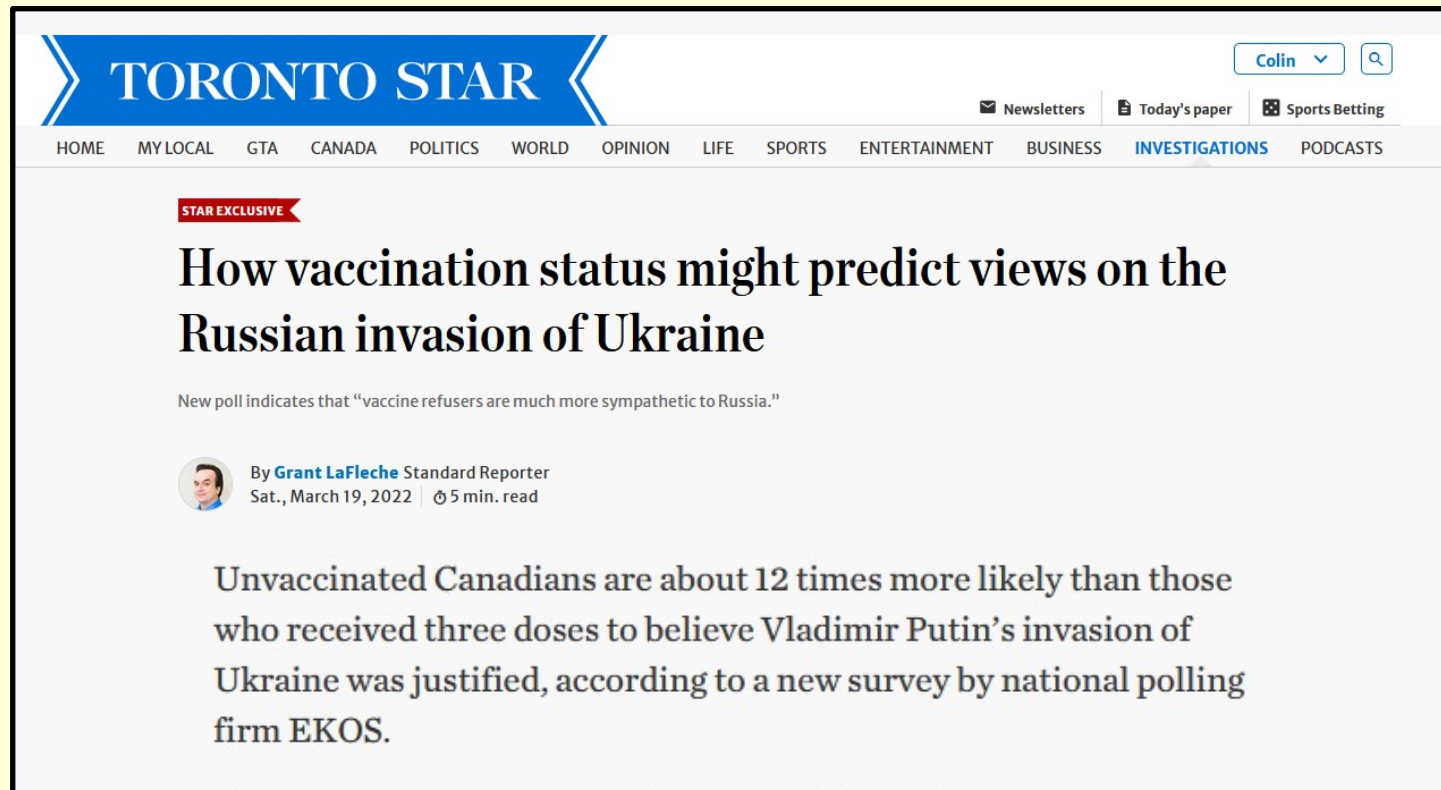 TORONTO STAR
Colin
Newsletters
Today's paper
Sports Betting
HOME MY LOCAL GTA CANADA POLITICS WORLD OPINION LIFE SPORTS ENTERTAINMENT BUSINESS INVESTIGATIONS PODCASTS
STAR EXCLUSIVE
How vaccination status might predict views on the
Russian invasion of Ukraine
New poll indicates that “vaccine refusers are much more sympathetic to Russia.”
By Grant LaFleche Standard Reporter
Sat., March 19, 2022 5 min. read
Unvaccinated Canadians are about 12 times more likely than those
who received three doses to believe Vladimir Putin’s invasion of
Ukraine was justified, according to a new survey by national polling
firm EKOS.